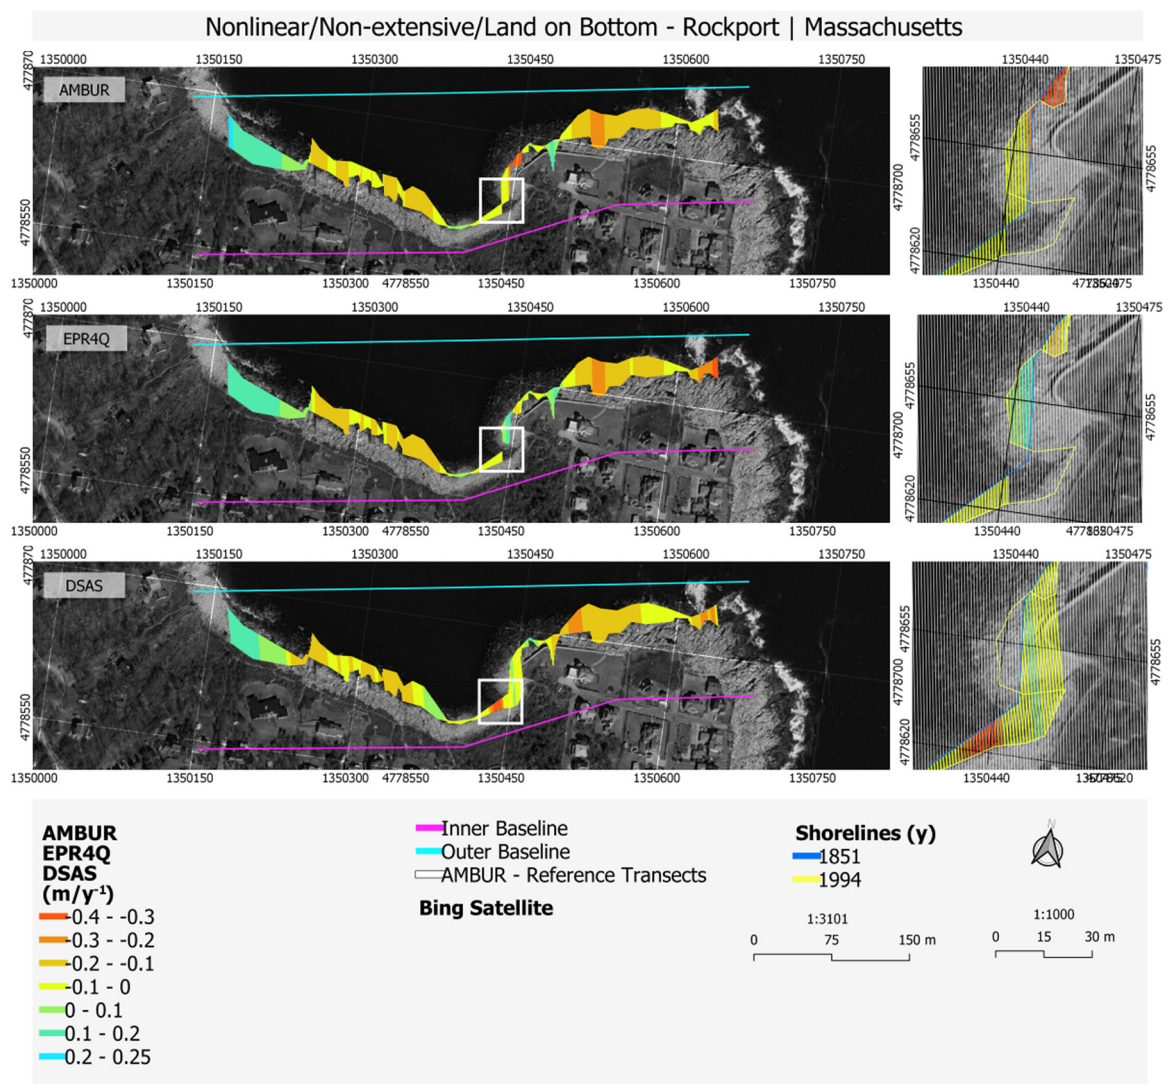 Nonlinear/Non-extensive/Land on Bottom - Rockport | Massachusetts
1350000 1350150 1350300 1350450 1350600 1350750 1350440 1350475
4778870
AMBUR
4778550
4778700
4778655
4778620
4778655
1350000 1350150 1350300 4778550 1350450 1350600 1350750 1350440
1350000 1350150 1350300 1350450 1350600 1350750 1350440 1350475
EPR4Q
4778550
4778700
4778655
4778620
4778655
1350000 1350150 1350300 4778550 1350450 1350600 1350750 1350440
1350000 1350150 1350300 1350450 1350600 1350750 1350440 1350475
DSAS
4778550
4778700
4778655
4778620
4778655
1350000 1350150 1350300 4778550 1350450 1350600 1350750 1350440
AMBUR
EPR4Q
DSAS
(m/y⁻¹)
-0.4 - -0.3
-0.3 - -0.2
-0.2 - -0.1
-0.1 - 0
0 - 0.1
0.1 - 0.2
0.2 - 0.25
Inner Baseline
Outer Baseline
AMBUR - Reference Transects
Bing Satellite
Shorelines (y)
1851
1994
N
1:3101
0 75 150 m
1:1000
0 15 30 m